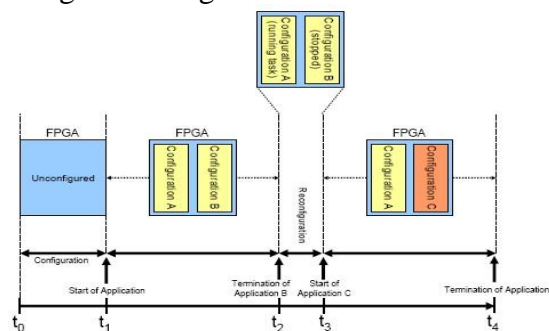 Configuration A
(running task)
Configuration B
(stopped)
FPGA
FPGA
FPGA
Unconfigured
Configuration A
Configuration B
Reconfiguration
Configuration A
Configuration C
Configuration
Start of Application
Termination of
Application B
Start of
Application C
Termination of Application
t0
t1
t2
t3
t4